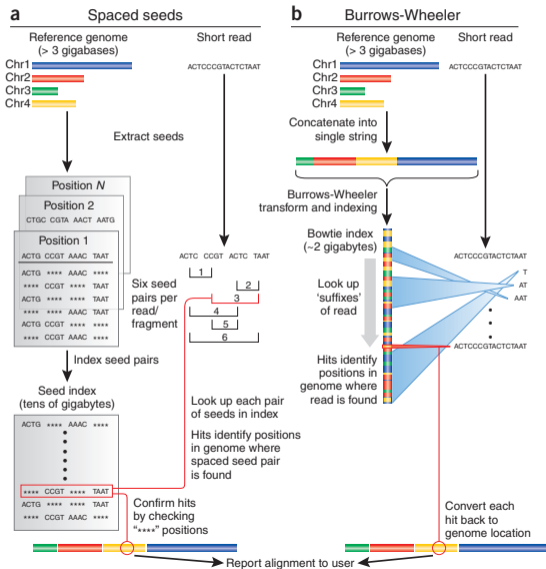 a Spaced seeds
Reference genome
(> 3 gigabases)
Short read
Chr1
Chr2
Chr3
Chr4
ACTCCCGTACTCTAAT
Extract seeds
Position N
Position 2
CTGC CGTA AACT AATG
Position 1
ACTG CCGT AAAC TAAT
ACTG **** AAAC ****
**** CCGT **** TAAT
ACTG **** **** TAAT
**** CCGT AAAC ****
ACTG CCGT **** ****
**** **** AAAC TAAT
ACTC CCGT ACTC TAAT
1
2
3
4
5
6
Six seed
pairs per
read/
fragment
Index seed pairs
Seed index
(tens of gigabytes)
ACTG **** AAAC ****
**** CCGT **** TAAT
ACTG **** **** TAAT
**** CCGT AAAC ****
Look up each pair
of seeds in index
Hits identify positions
in genome where
spaced seed pair
is found
Confirm hits
by checking
"****" positions
b Burrows-Wheeler
Reference genome
(> 3 gigabases)
Short read
Chr1
Chr2
Chr3
Chr4
ACTCCCGTACTCTAAT
Concatenate into
single string
Burrows-Wheeler
transform and indexing
Bowtie index
(~2 gigabytes)
ACTCCCGTACTCTAAT
T
AT
AAT
Look up
'suffixes'
of read
ACTCCCGTACTCTAAT
Hits identify
positions in
genome where
read is found
Convert each
hit back to
genome location
Report alignment to user